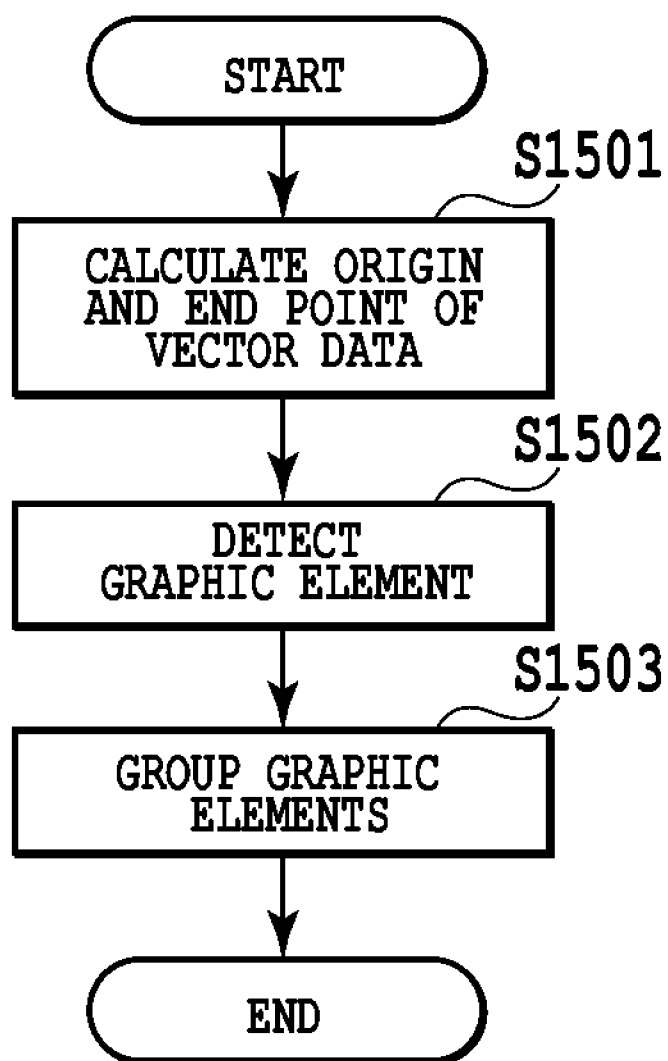 START
S1501
CALCULATE ORIGIN
AND END POINT OF
VECTOR DATA
S1502
DETECT
GRAPHIC ELEMENT
S1503
GROUP GRAPHIC
ELEMENTS
END